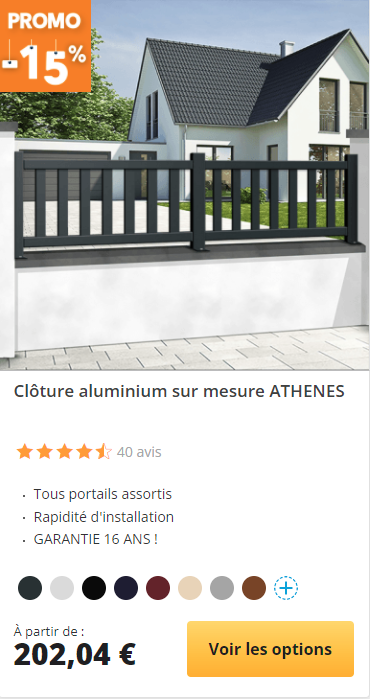 PROMO
-15%
Clôture aluminium sur mesure ATHENES
40 avis
· Tous portails assortis
· Rapidité d'installation
· GARANTIE 16 ANS !
À partir de :
202,04 €
Voir les options